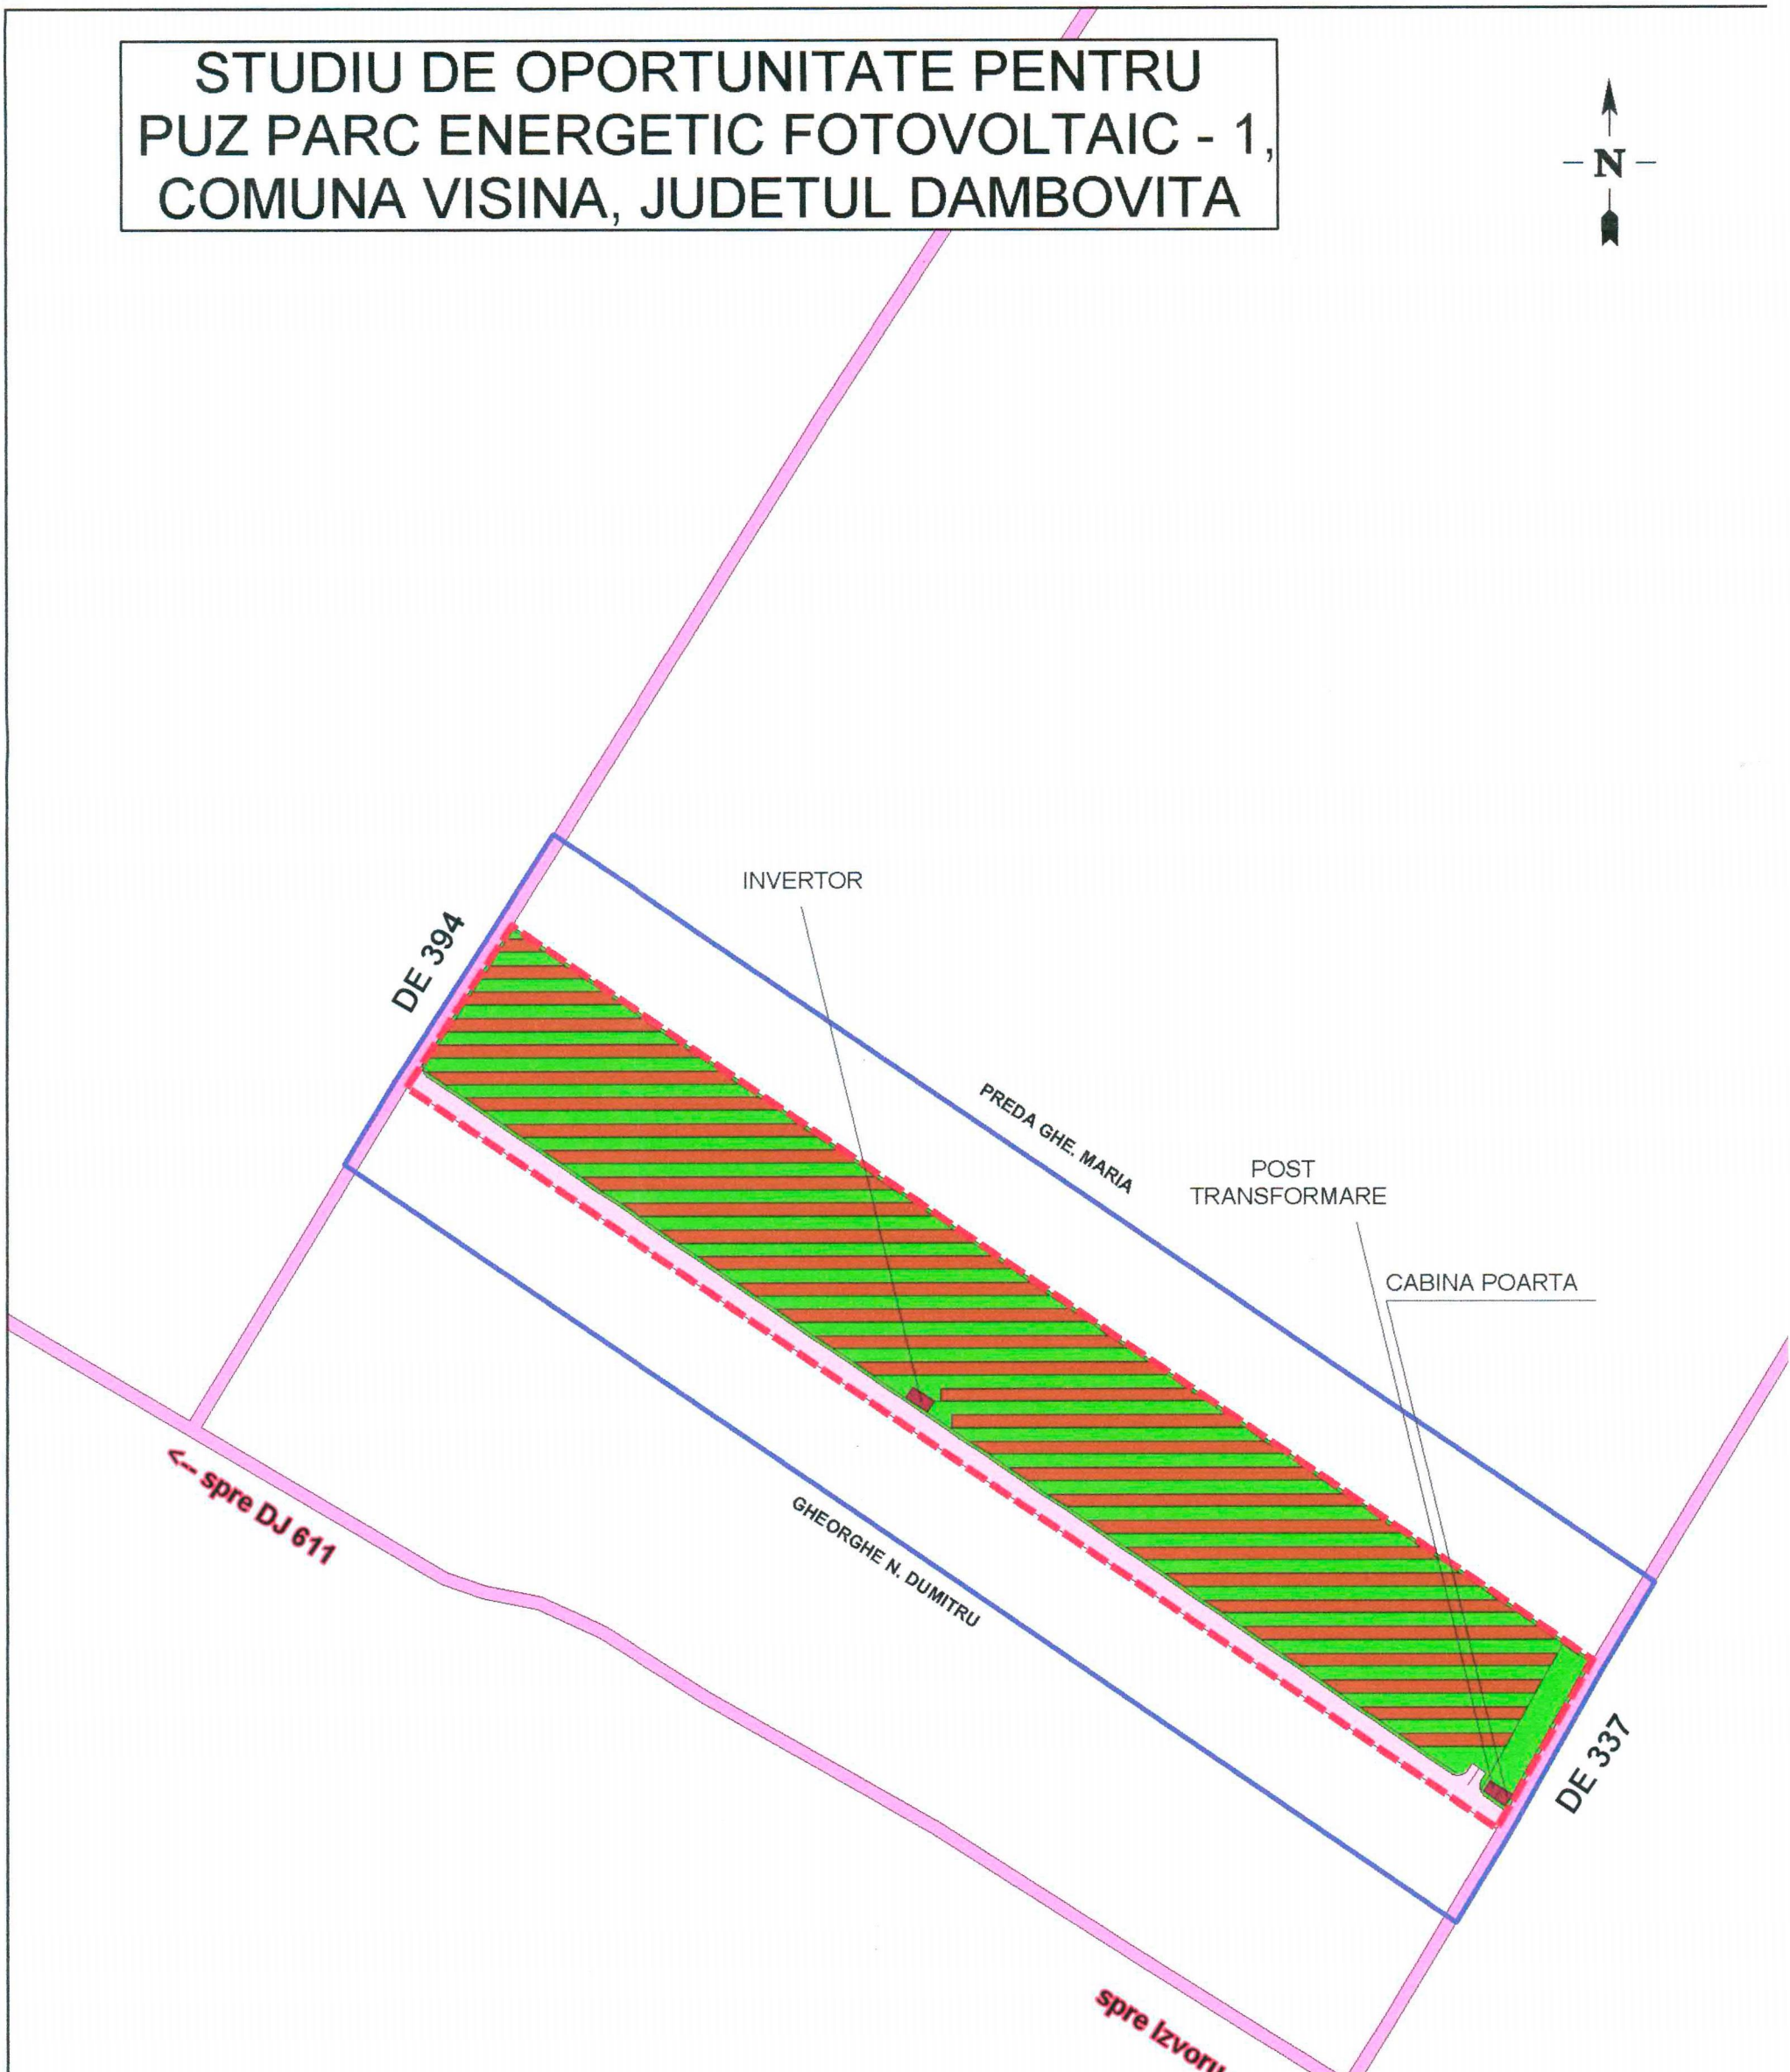 STUDIU DE OPORTUNITATE PENTRU
PUZ PARC ENERGETIC FOTOVOLTAIC - 1,
COMUNA VISINA, JUDETUL DAMBOVITA
N
INVERTOR
DE 394
PREDA GHE. MARIA
POST
TRANSFORMARE
CABINA POARTA
<-- spre DJ 611
GHEORGHE N. DUMITRU
DE 337
spre Izvoru